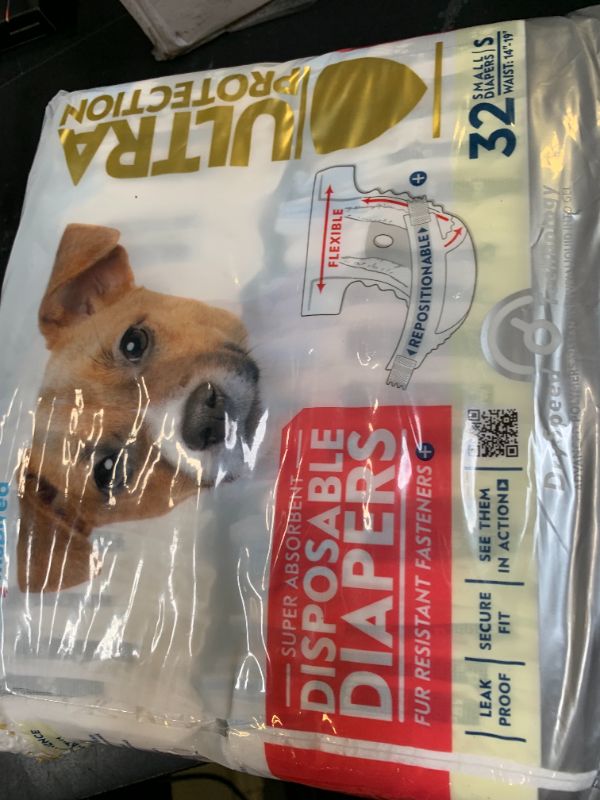 ULTRA
PROTECTION
FLEXIBLE
REPOSITIONABLE
SUPER ABSORBENT
DISPOSABLE
DIAPERS
FUR RESISTANT FASTENERS
LEAK
PROOF
SECURE
FIT
SEE THEM
IN ACTION
32
SMALL
DIAPERS
S
WAIST: 14"-19"